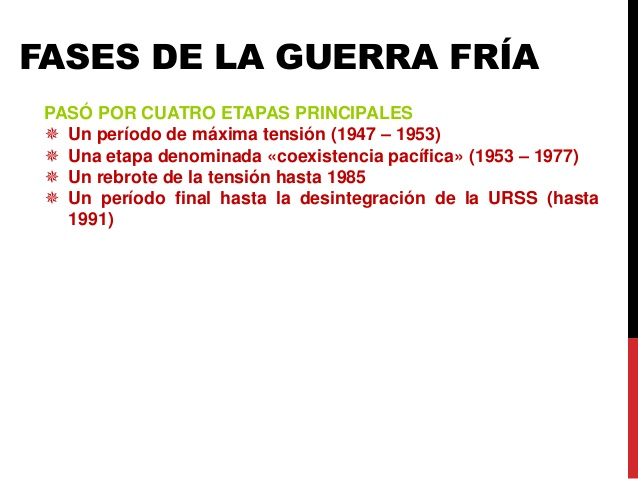 FASES DE LA GUERRA FRÍA
PASÓ POR CUATRO ETAPAS PRINCIPALES
Un período de máxima tensión (1947 – 1953)
Una etapa denominada «coexistencia pacífica» (1953 – 1977)
Un rebrote de la tensión hasta 1985
Un período final hasta la desintegración de la URSS (hasta
1991)